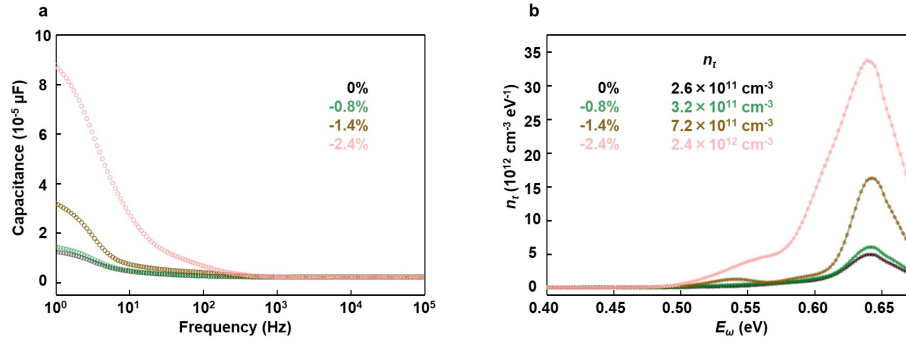 a
Capacitance (10⁻⁵ μF)
10
8
6
4
2
0
0%
-0.8%
-1.4%
-2.4%
10⁰ 10¹ 10² 10³ 10⁴ 10⁵
Frequency (Hz)
b
nₜ (10¹² cm⁻³ eV⁻¹)
35
30
25
20
15
10
5
0
nₜ
0% 2.6 × 10¹¹ cm⁻³
-0.8% 3.2 × 10¹¹ cm⁻³
-1.4% 7.2 × 10¹¹ cm⁻³
-2.4% 2.4 × 10¹² cm⁻³
0.40 0.45 0.50 0.55 0.60 0.65
E_ω (eV)